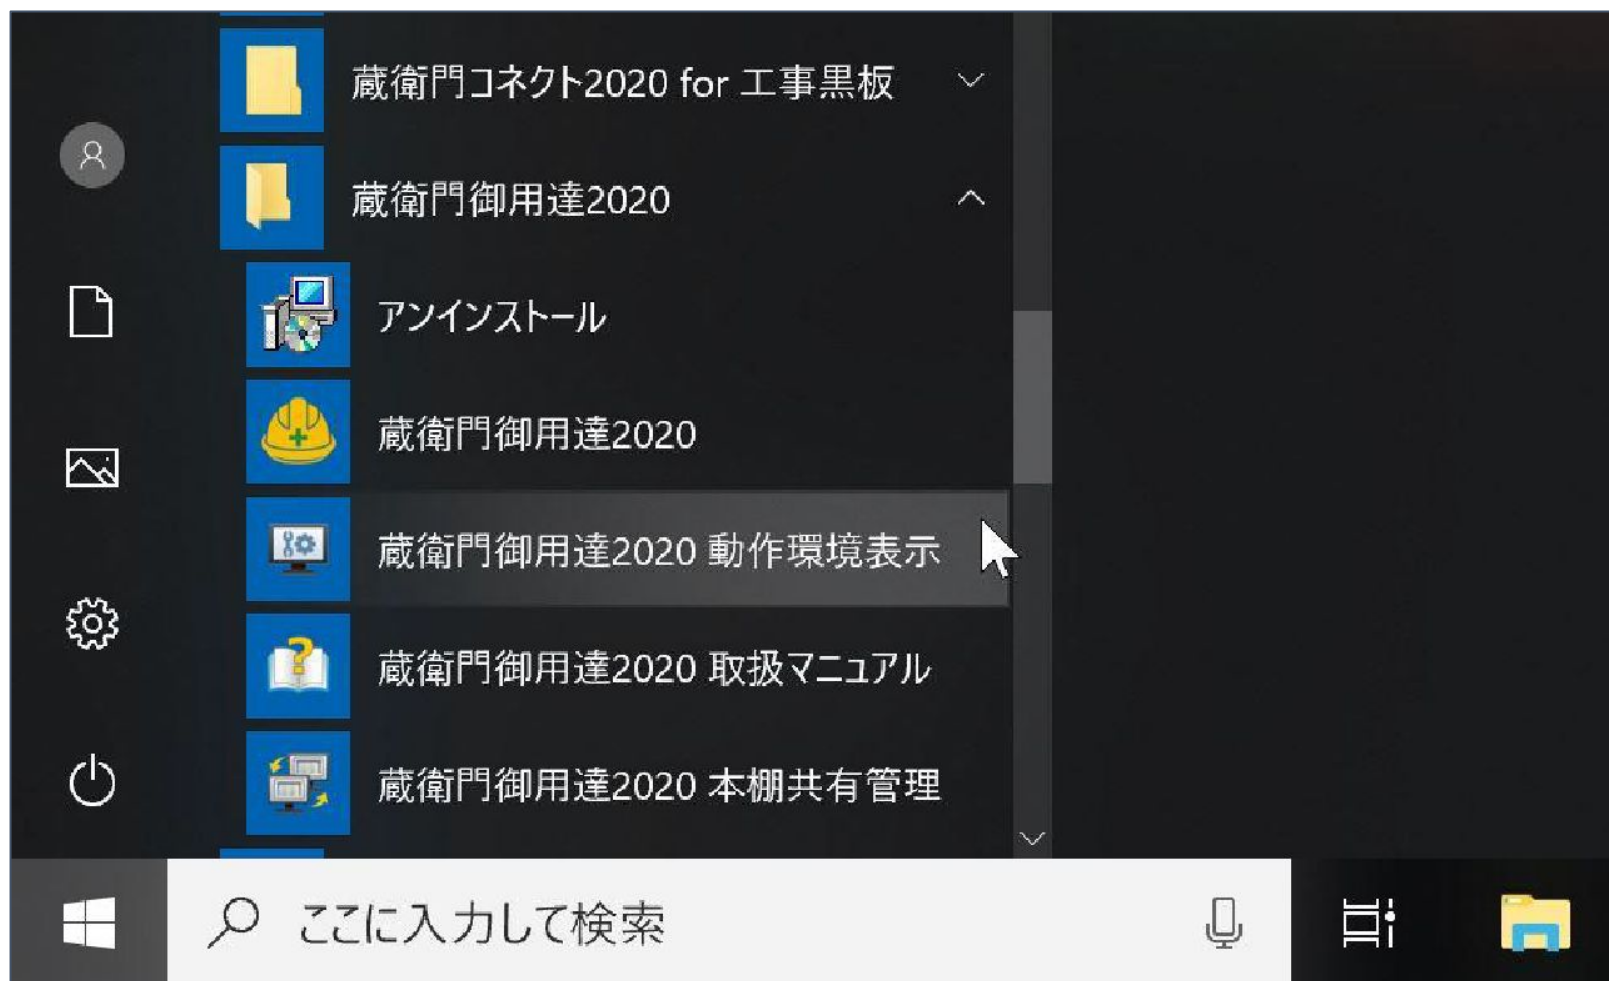 蔵衛門コネクト2020 for 工事黒板
蔵衛門御用達2020
アンインストール
蔵衛門御用達2020
蔵衛門御用達2020 動作環境表示
蔵衛門御用達2020 取扱マニュアル
蔵衛門御用達2020 本棚共有管理
ここに入力して検索